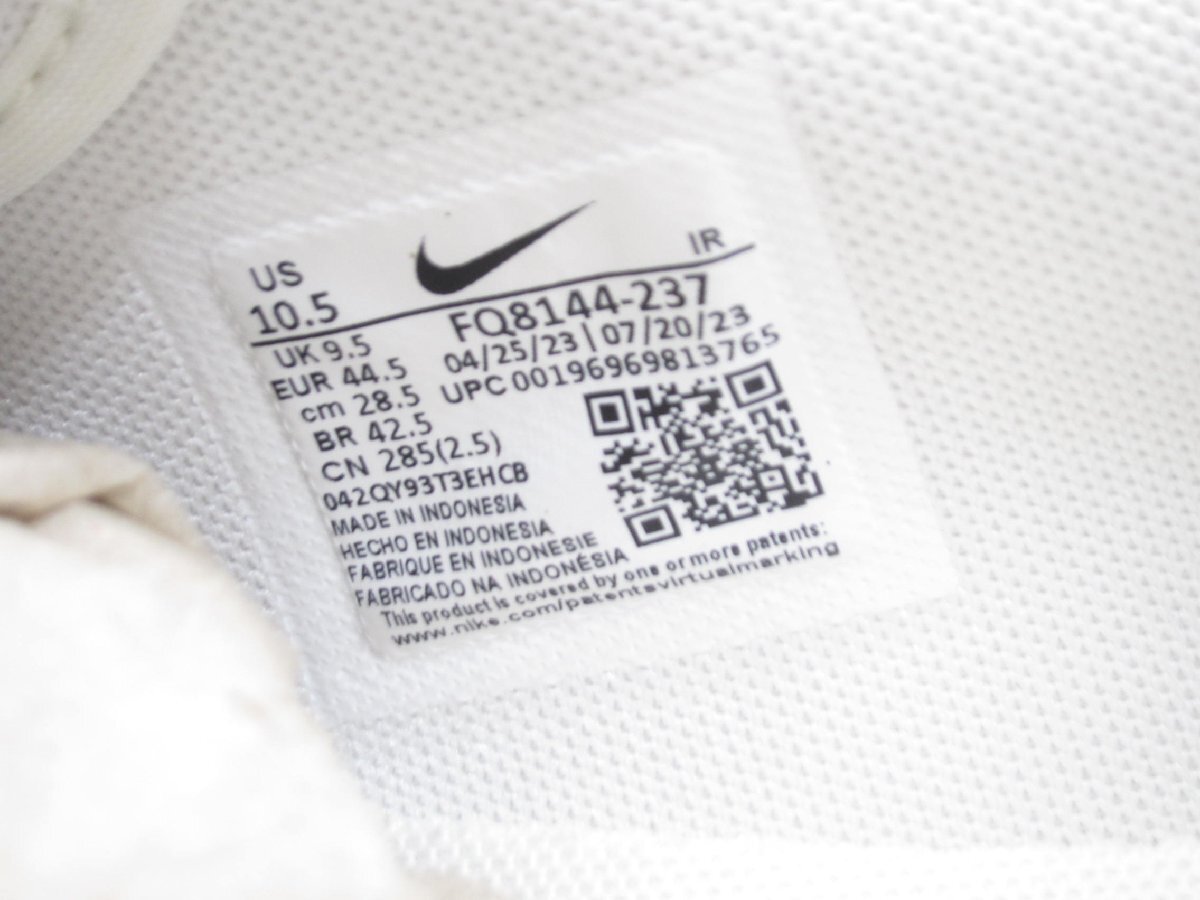 US
10.5
IR
FQ8144-237
04/25/23 | 07/20/23
UPC 00196969813765
UK 9.5
EUR 44.5
cm 28.5
BR 42.5
CN 285(2.5)
042QY93T3EHCB
MADE IN INDONESIA
HECHO EN INDONESIA
FABRIQUE EN INDONESIE
FABRICADO NA INDONÉSIA
This product is covered by one or more patents:
www.nike.com/patentsvirtualmarking